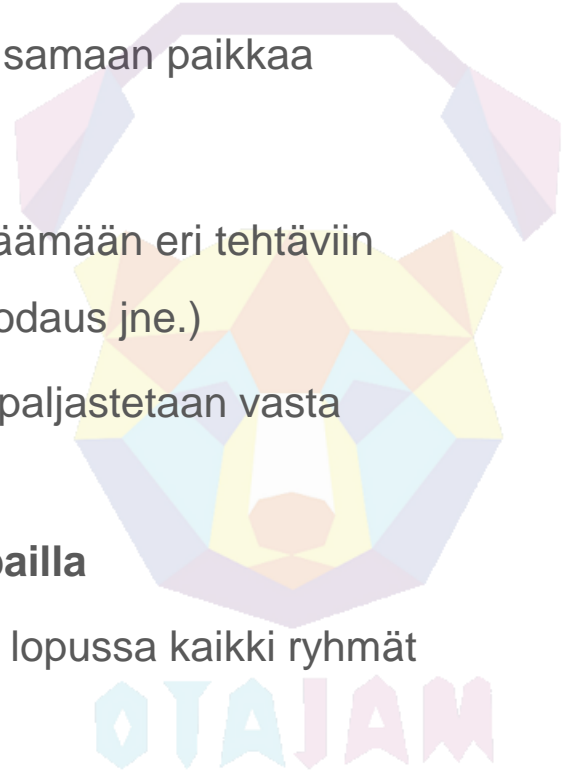 samaan paikkaa
äämään eri tehtäviin
odaus jne.)
paljastetaan vasta
ailla
lopussa kaikki ryhmät
OTAJAM